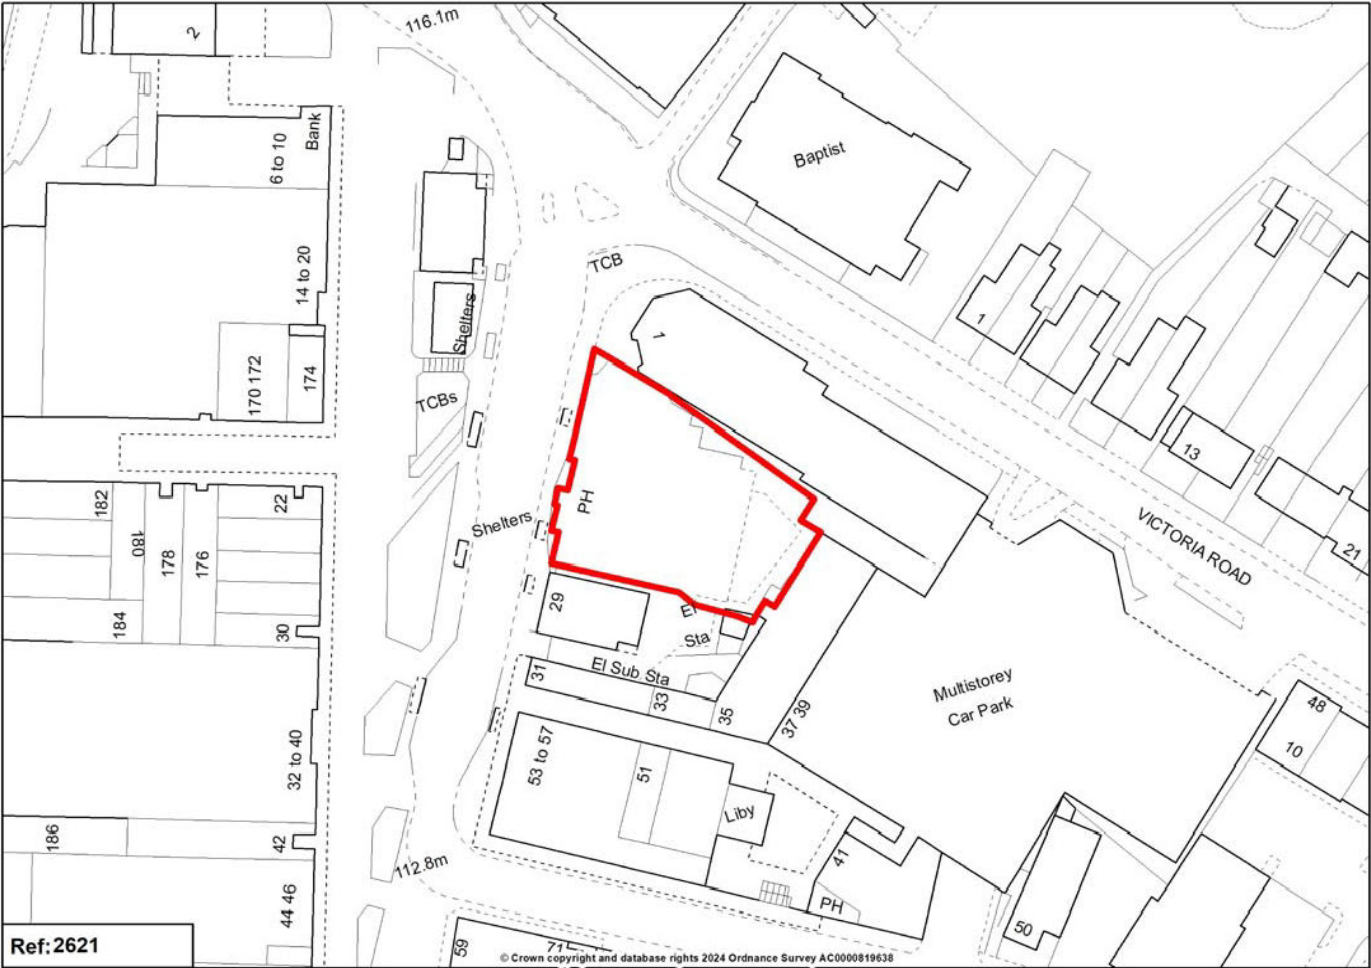 2
116.1m
Bank
6 to 10
Baptist
TCB
14 to 20
Shelters
1
1
170 172
174
TCBs
13
182
180
178
176
22
PH
Shelters
VICTORIA ROAD
21
184
30
29
El
Sta
El Sub Sta
31
33
35
37 39
Multistorey
Car Park
48
10
32 to 40
53 to 57
51
Liby
186
42
112.8m
41
44 46
PH
50
59
71
Ref: 2621
© Crown copyright and database rights 2024 Ordnance Survey AC0000819638